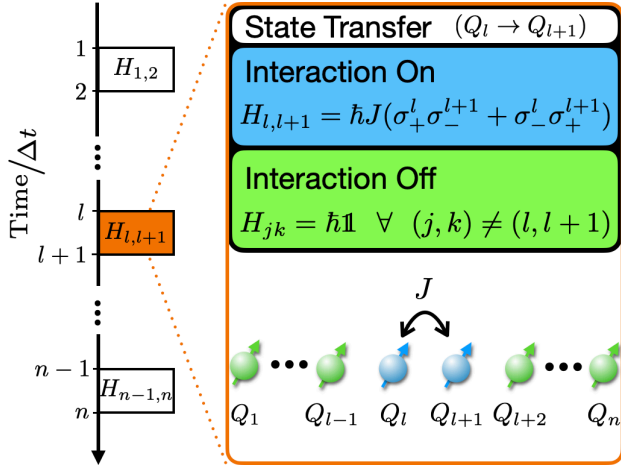 State Transfer (Q_l → Q_{l+1})
Interaction On
H_{l,l+1} = ℏJ(σ_+^l σ_-^{l+1} + σ_-^l σ_+^{l+1})
Interaction Off
H_{jk} = ℏ𝟙 ∀ (j, k) ≠ (l, l + 1)
J
Q_1 Q_{l−1} Q_l Q_{l+1} Q_{l+2} Q_n
Time/Δt
1
H_{1,2}
2
l
H_{l,l+1}
l + 1
n − 1
H_{n−1,n}
n